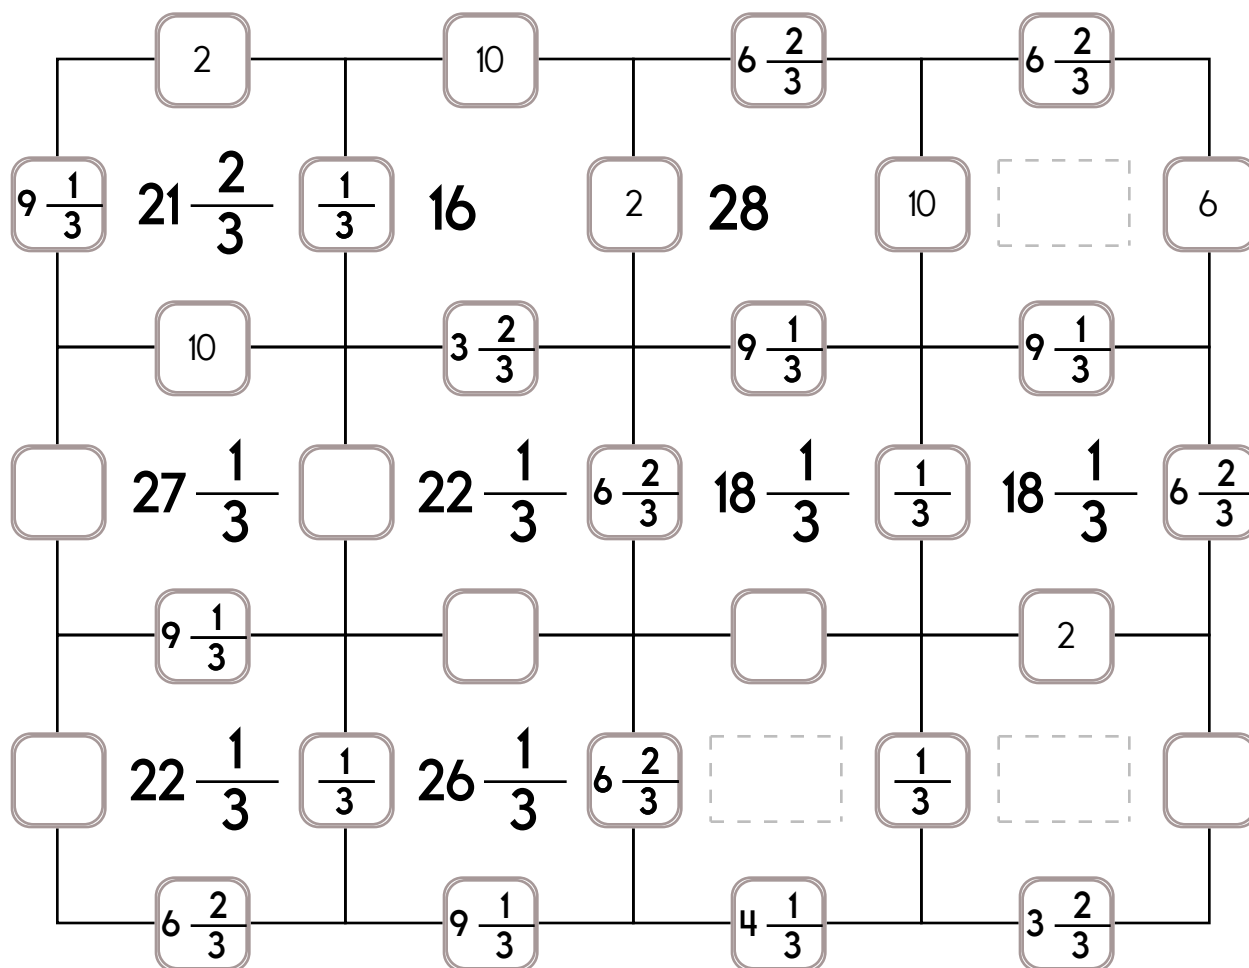 2 10 6 2/3 6 2/3
9 1/3 21 2/3 1/3 16 2 28 10 6
10 3 2/3 9 1/3 9 1/3
27 1/3 22 1/3 6 2/3 18 1/3 1/3 18 1/3 6 2/3
9 1/3 2
22 1/3 1/3 26 1/3 6 2/3 1/3
6 2/3 9 1/3 4 1/3 3 2/3